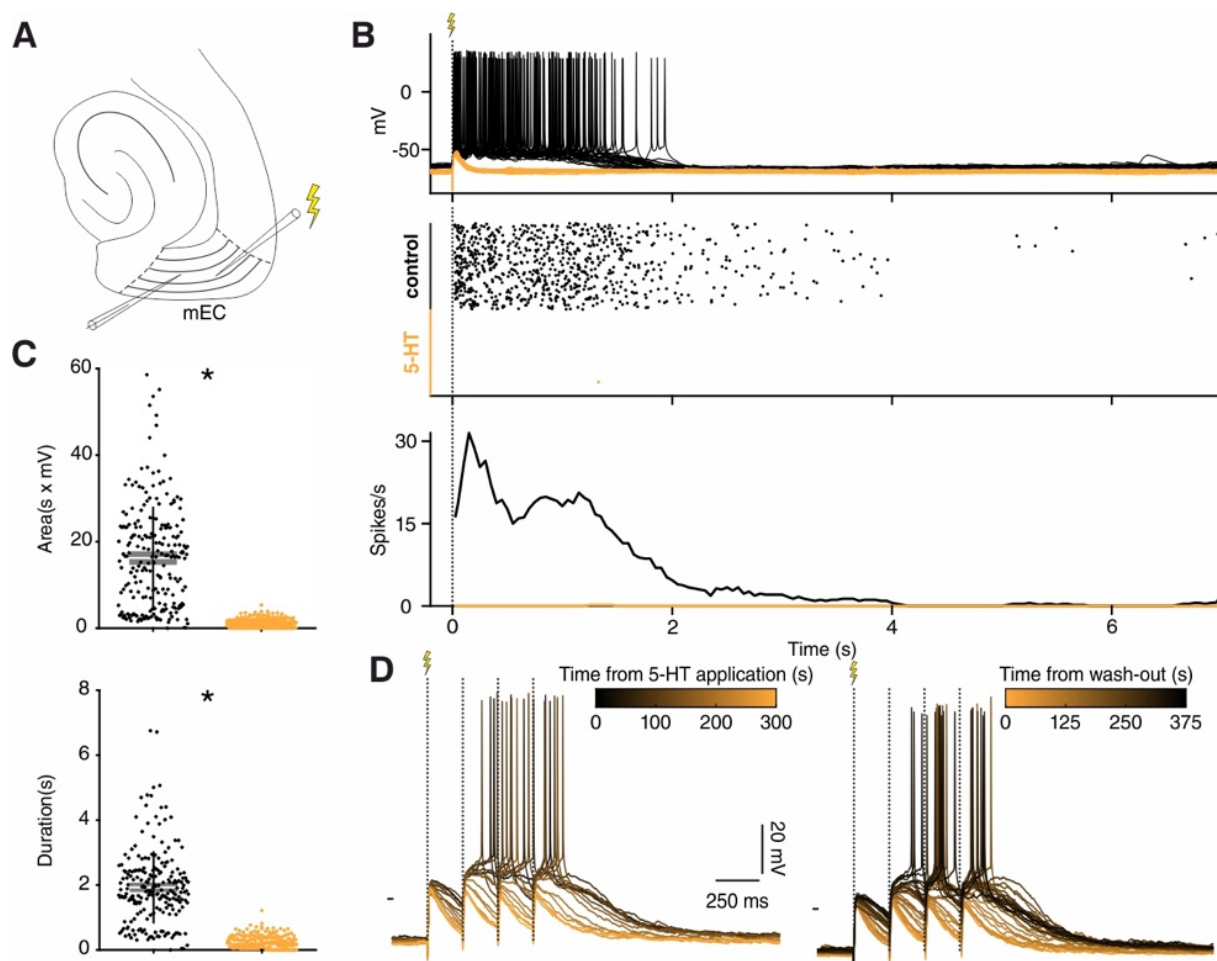 A
mEC
B
mV
0
-50
control
5-HT
Spikes/s
30
15
0
0
2
4
6
Time (s)
C
Area(s x mV)
60
40
20
0
*
Duration(s)
8
6
4
2
0
*
D
Time from 5-HT application (s)
0 100 200 300
20 mV
250 ms
Time from wash-out (s)
0 125 250 375